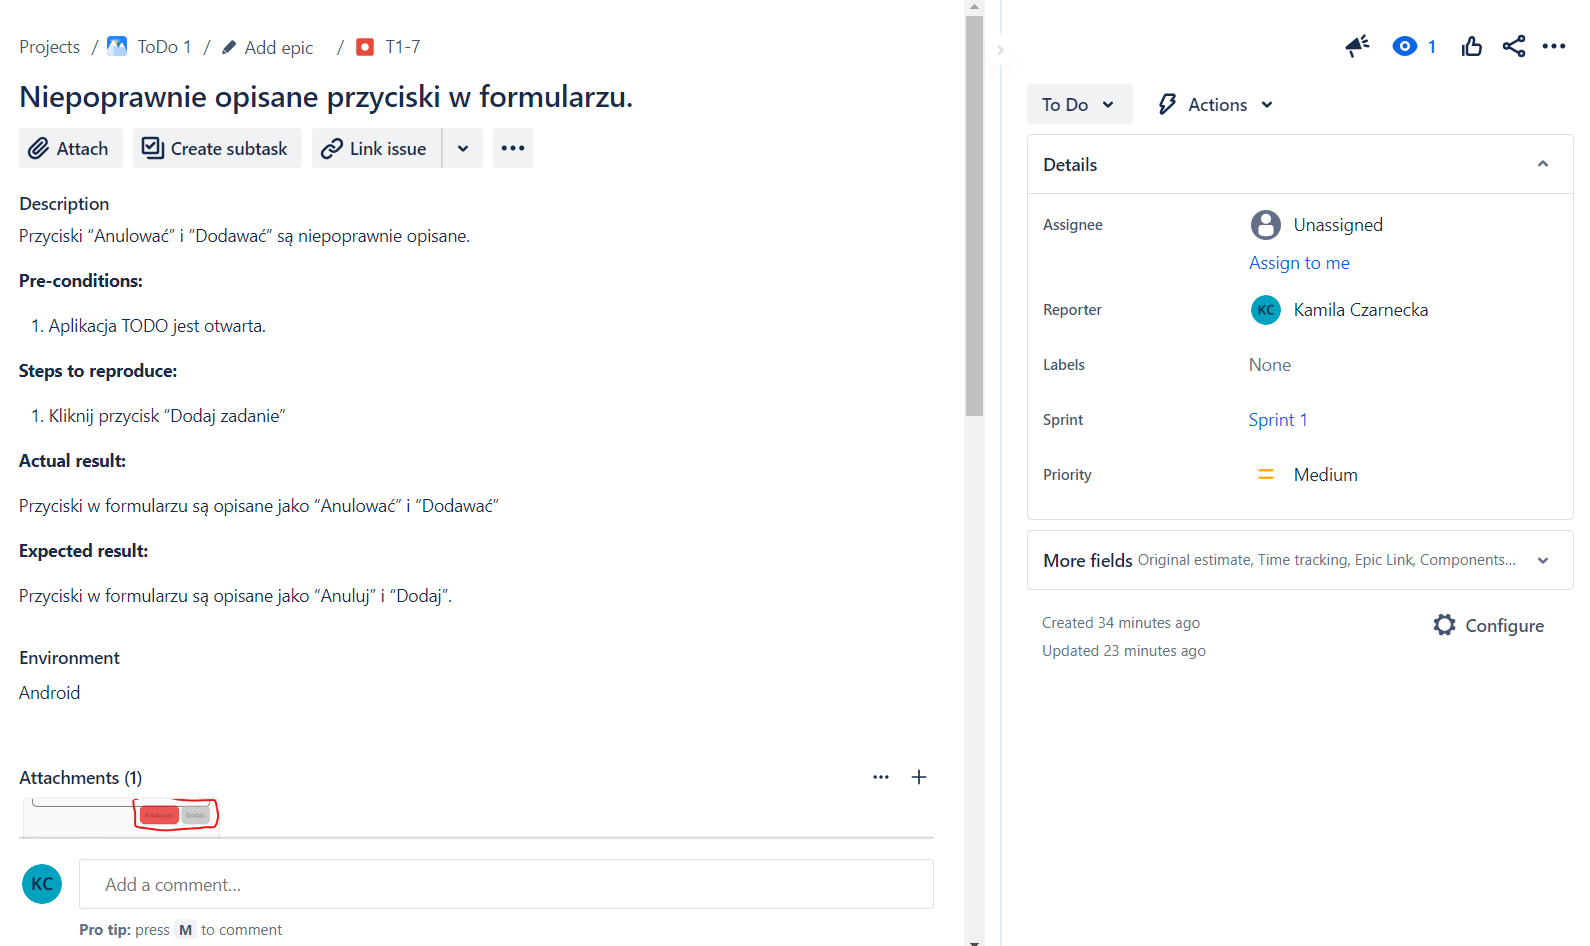 Projects / ToDo 1 / Add epic / T1-7
Niepoprawnie opisane przyciski w formularzu.
Attach Create subtask Link issue
Description
Przyciski “Anulować” i “Dodawać” są niepoprawnie opisane.
Pre-conditions:
1. Aplikacja TODO jest otwarta.
Steps to reproduce:
1. Kliknij przycisk “Dodaj zadanie”
Actual result:
Przyciski w formularzu są opisane jako “Anulować” i “Dodawać”
Expected result:
Przyciski w formularzu są opisane jako “Anuluj” i “Dodaj”.
Environment
Android
Attachments (1)
Anulować Dodać
KC Add a comment...
Pro tip: press M to comment
1
To Do Actions
Details
Assignee Unassigned
Assign to me
Reporter KC Kamila Czarnecka
Labels None
Sprint Sprint 1
Priority Medium
More fields Original estimate, Time tracking, Epic Link, Components...
Created 34 minutes ago
Configure
Updated 23 minutes ago